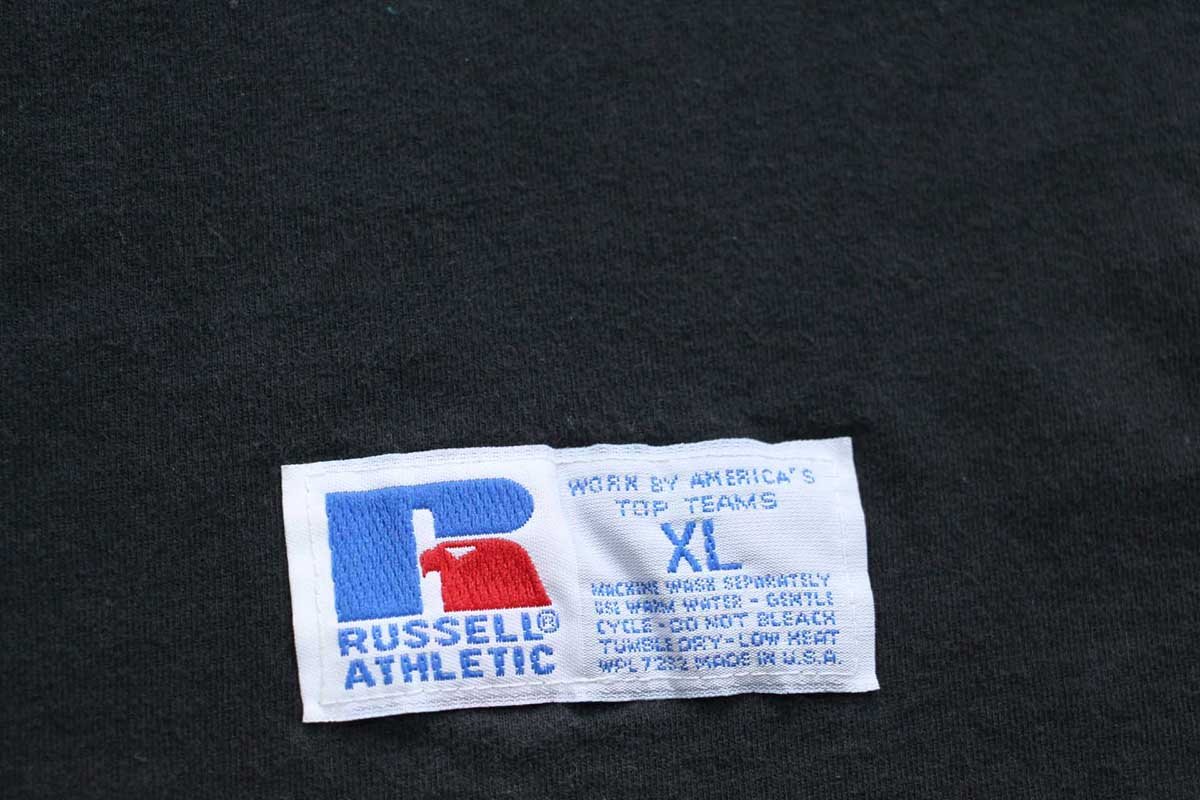 RUSSELL®
ATHLETIC
WORN BY AMERICA'S
TOP TEAMS
XL
MACHINE WASH SEPARATELY
USE WARM WATER - GENTLE
CYCLE - DO NOT BLEACH
TUMBLE DRY - LOW HEAT
WPL 7232 MADE IN U.S.A.